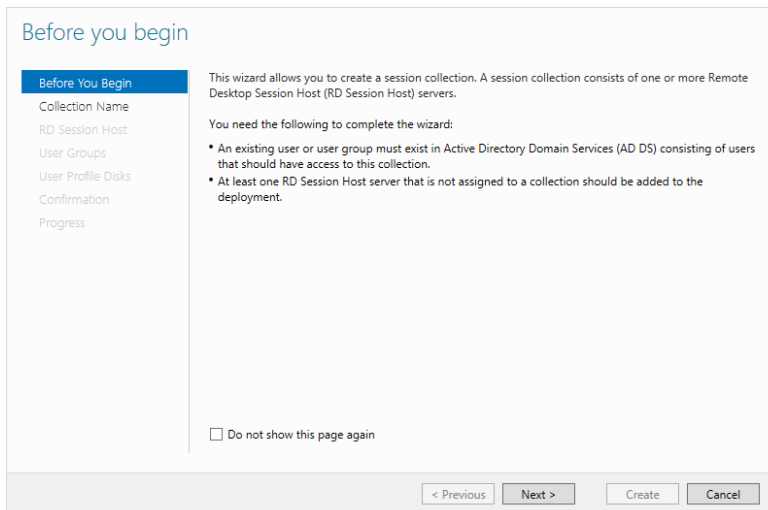 Before you begin
Before You Begin
Collection Name
RD Session Host
User Groups
User Profile Disks
Confirmation
Progress
This wizard allows you to create a session collection. A session collection consists of one or more Remote
Desktop Session Host (RD Session Host) servers.
You need the following to complete the wizard:
• An existing user or user group must exist in Active Directory Domain Services (AD DS) consisting of users
that should have access to this collection.
• At least one RD Session Host server that is not assigned to a collection should be added to the
deployment.
Do not show this page again
< Previous
Next >
Create
Cancel